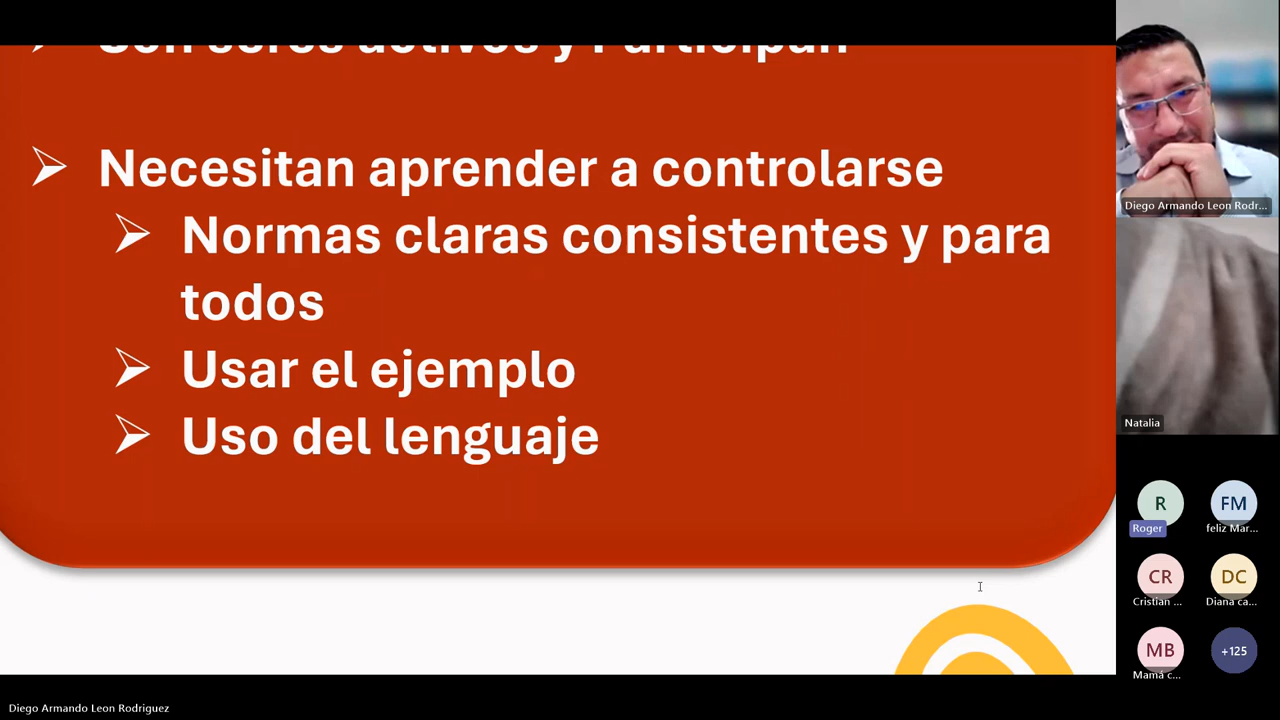 Son seres activos y Participan
Necesitan aprender a controlarse
Normas claras consistentes y para
todos
Usar el ejemplo
Uso del lenguaje
Diego Armando Leon Rodr...
Natalia
R
FM
Roger
feliz Mar...
CR
DC
Cristian ...
Diana ca...
MB
+125
Mamá c...
Diego Armando Leon Rodriguez